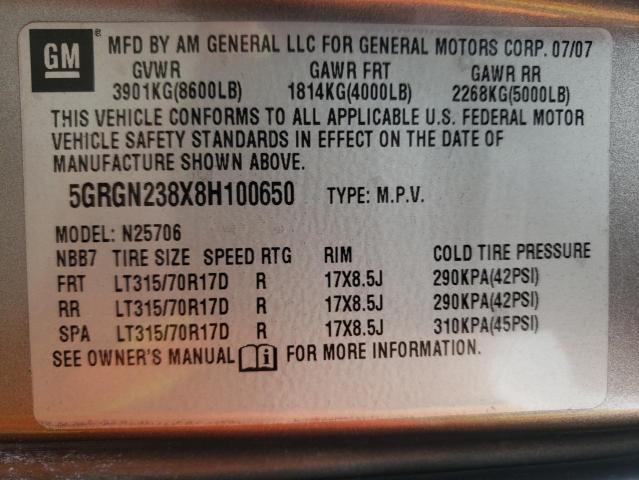 GM ® MFD BY AM GENERAL LLC FOR GENERAL MOTORS CORP. 07/07
GVWR GAWR FRT GAWR RR
3901KG(8600LB) 1814KG(4000LB) 2268KG(5000LB)
THIS VEHICLE CONFORMS TO ALL APPLICABLE U.S. FEDERAL MOTOR
VEHICLE SAFETY STANDARDS IN EFFECT ON THE DATE OF
MANUFACTURE SHOWN ABOVE.
5GRGN238X8H100650 TYPE: M.P.V.
MODEL: N25706
NBB7 TIRE SIZE SPEED RTG RIM COLD TIRE PRESSURE
FRT LT315/70R17D R 17X8.5J 290KPA(42PSI)
RR LT315/70R17D R 17X8.5J 290KPA(42PSI)
SPA LT315/70R17D R 17X8.5J 310KPA(45PSI)
SEE OWNER'S MANUAL i FOR MORE INFORMATION.